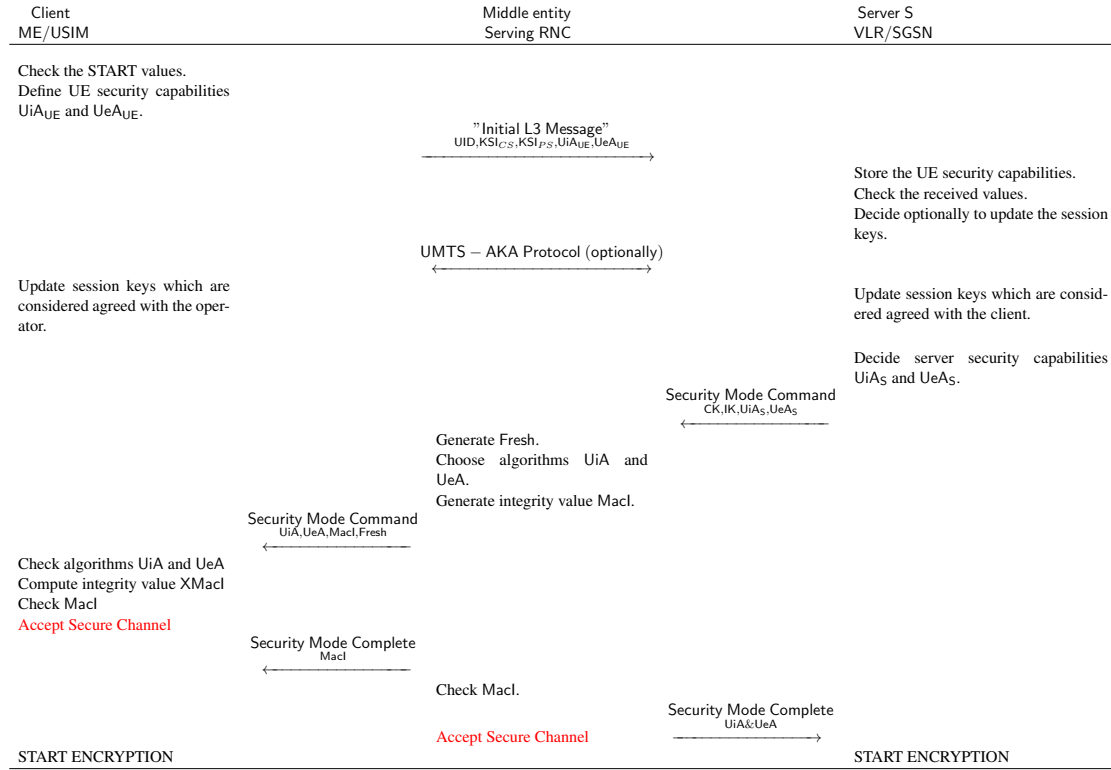 Client
Middle entity
Server S
ME/USIM
Serving RNC
VLR/SGSN
Check the START values.
Define UE security capabilities
UiA_UE and UeA_UE.
"Initial L3 Message"
UID,KSI_CS,KSI_PS,UiA_UE,UeA_UE
Store the UE security capabilities.
Check the received values.
Decide optionally to update the session
keys.
UMTS − AKA Protocol (optionally)
Update session keys which are
considered agreed with the oper-
ator.
Update session keys which are consid-
ered agreed with the client.
Decide server security capabilities
UiA_S and UeA_S.
Security Mode Command
CK,IK,UiA_S,UeA_S
Generate Fresh.
Choose algorithms UiA and
UeA.
Generate integrity value MacI.
Security Mode Command
UiA,UeA,MacI,Fresh
Check algorithms UiA and UeA
Compute integrity value XMacI
Check MacI
Accept Secure Channel
Security Mode Complete
MacI
Check MacI.
Security Mode Complete
UiA&UeA
Accept Secure Channel
START ENCRYPTION
START ENCRYPTION